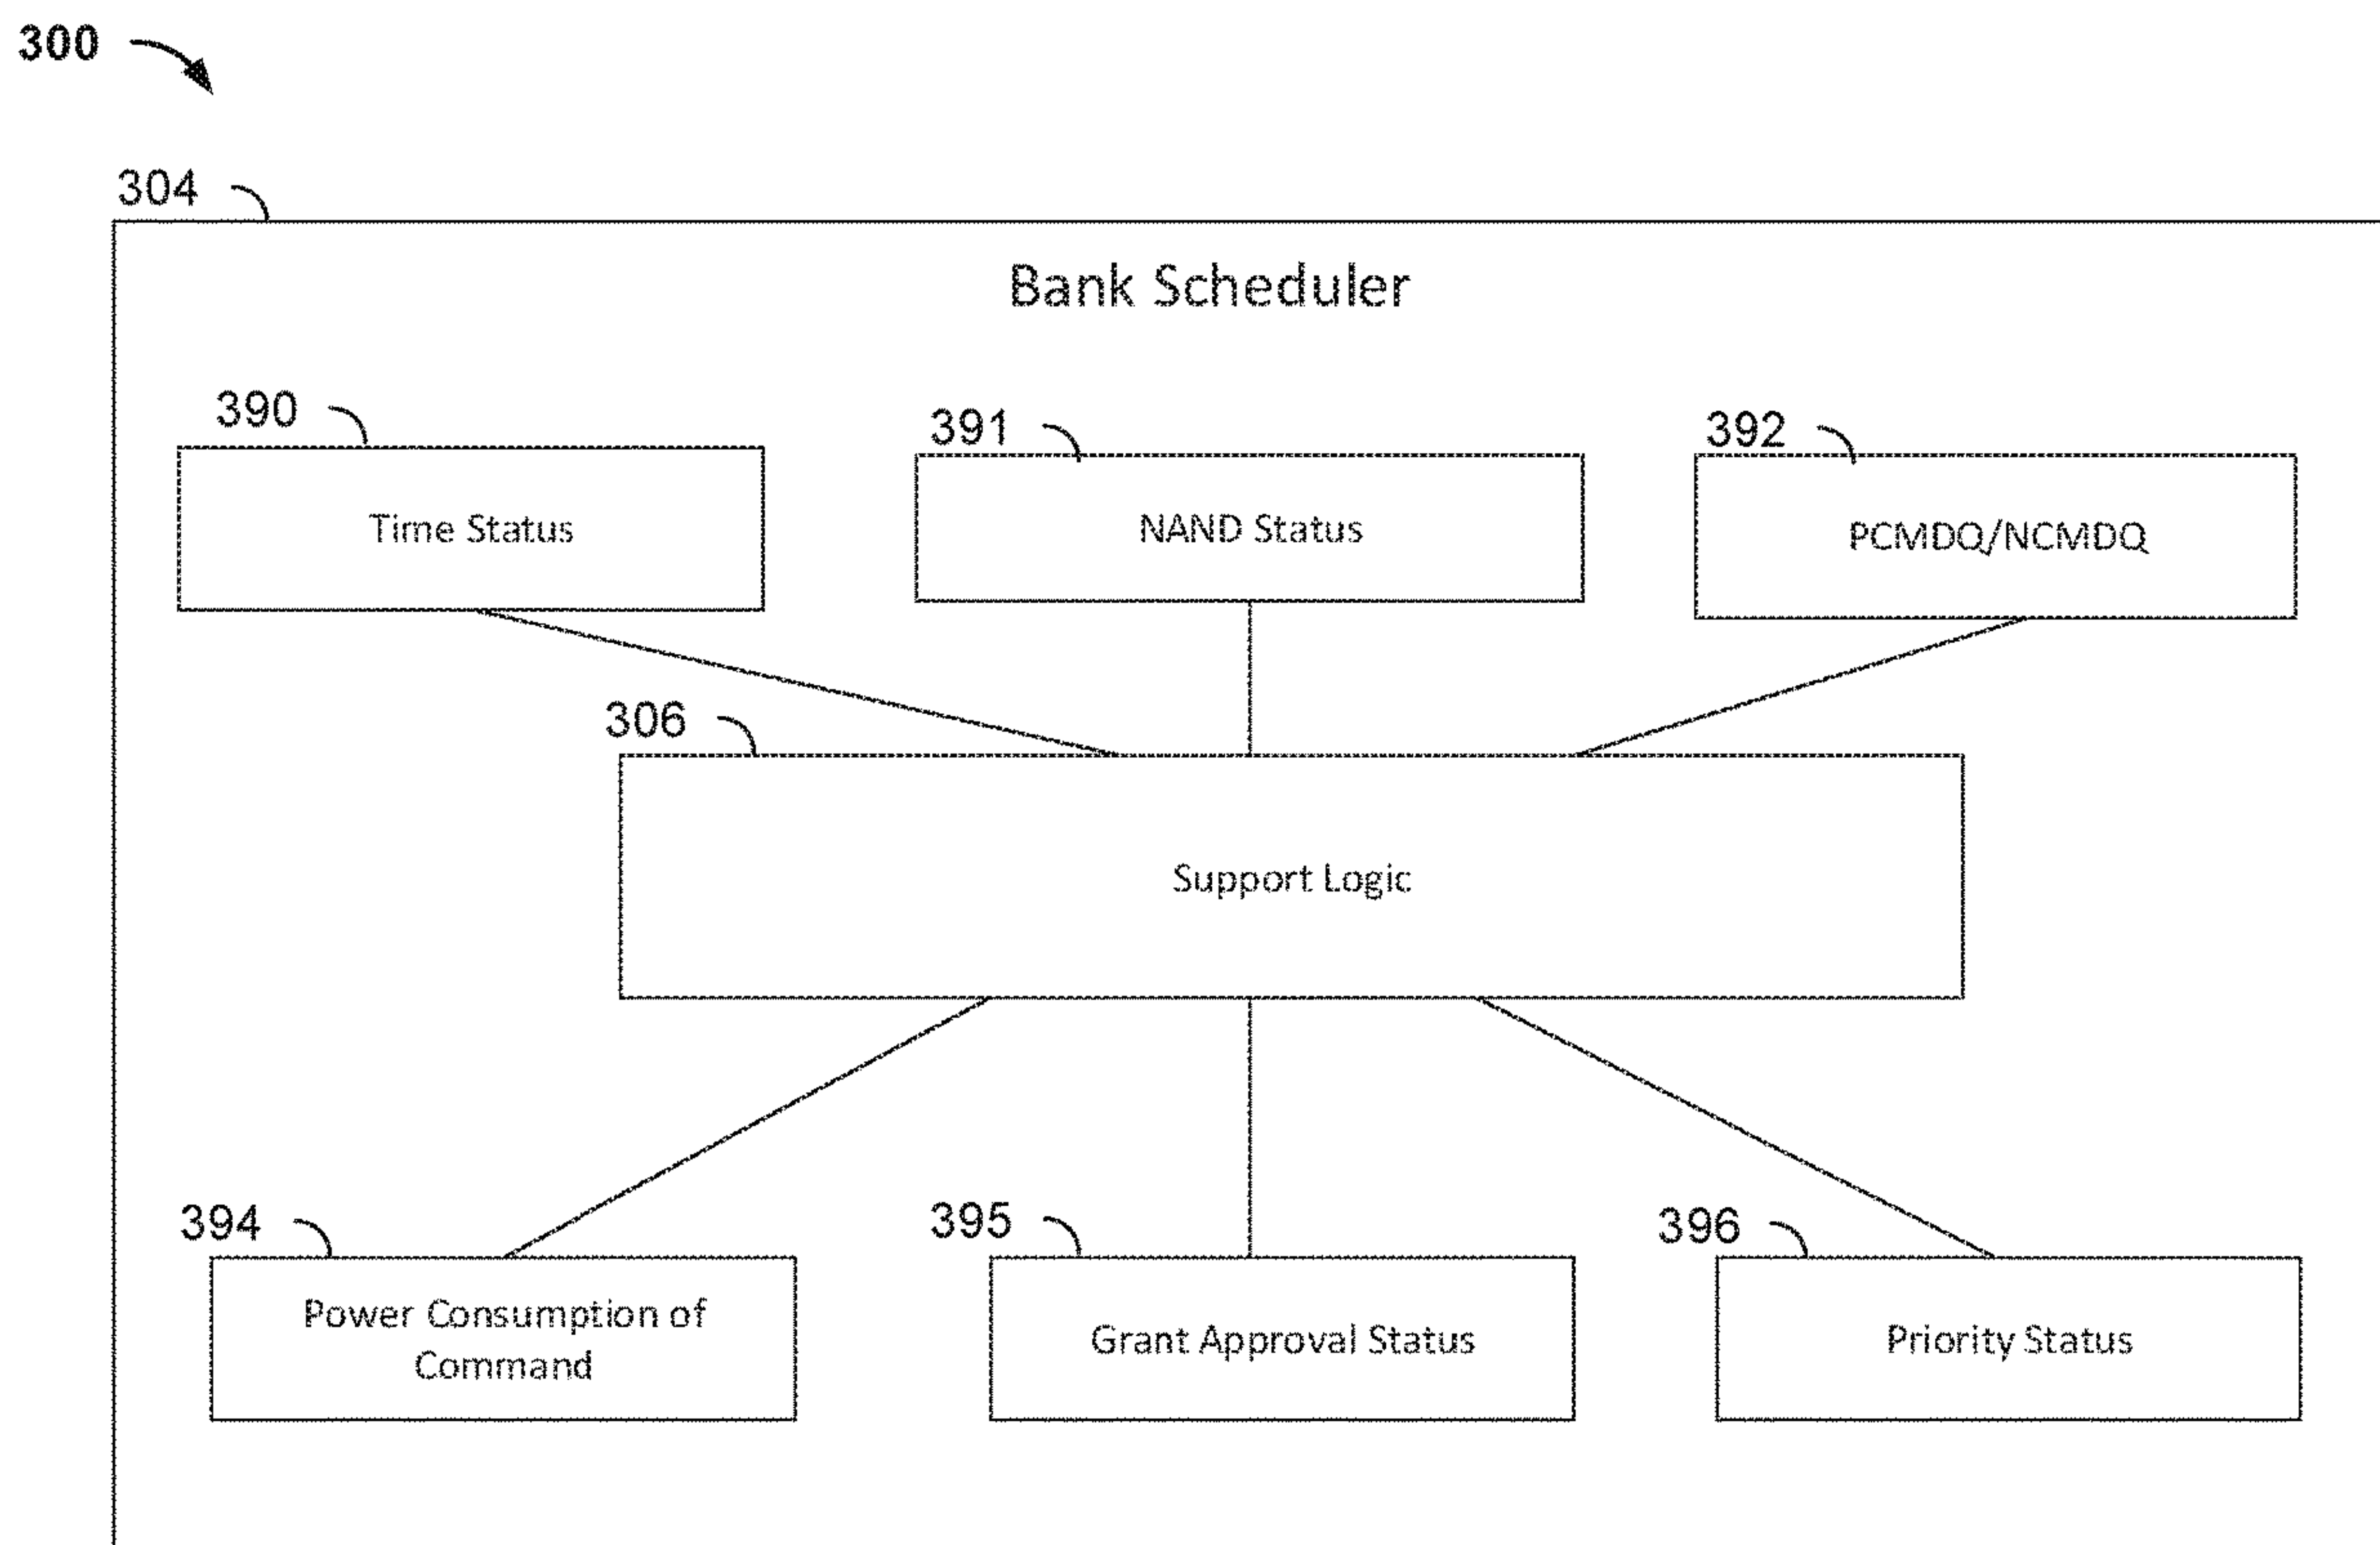 300
304
Bank Scheduler
390
391
392
Time Status
NAND Status
PCMDQ/NCMDQ
306
Support Logic
394
395
396
Power Consumption of
Command
Grant Approval Status
Priority Status